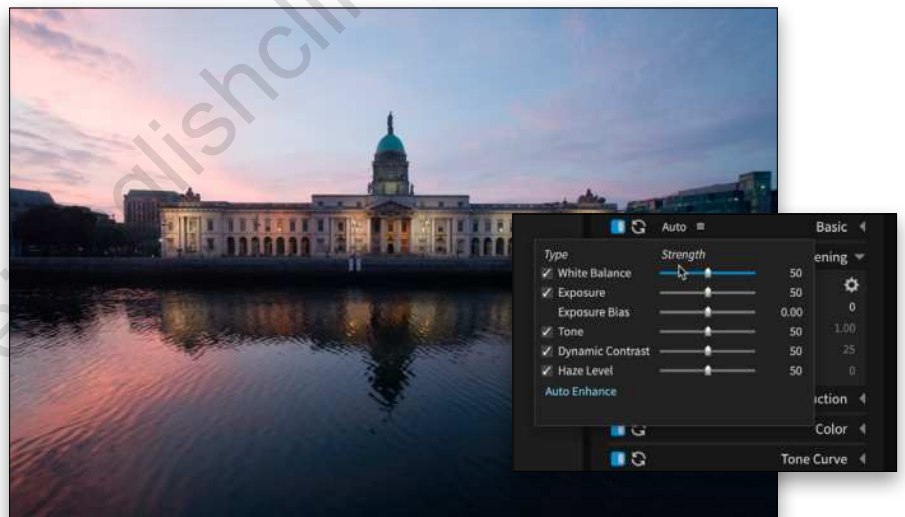 Auto Basic
ening
Type Strength
White Balance 50
Exposure 50
Exposure Bias 0.00
Tone 50
Dynamic Contrast 50
Haze Level 50
Auto Enhance
0
1.00
25
0
uction
Color
Tone Curve
glishcli